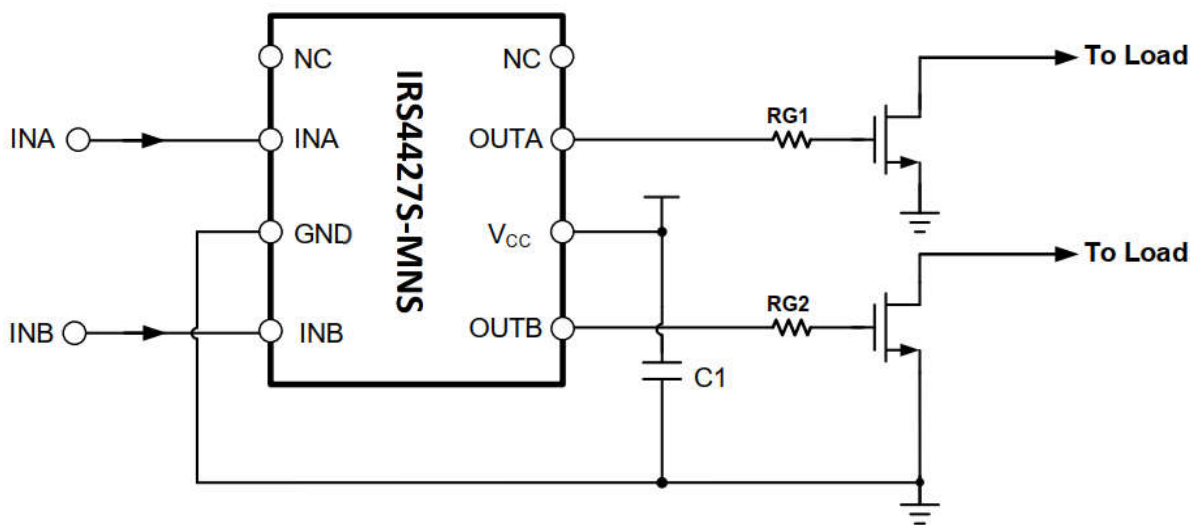 NC
NC
To Load
IRS4427S-MNS
RG1
INA
INA
OUTA
GND
VCC
To Load
RG2
INB
INB
OUTB
C1